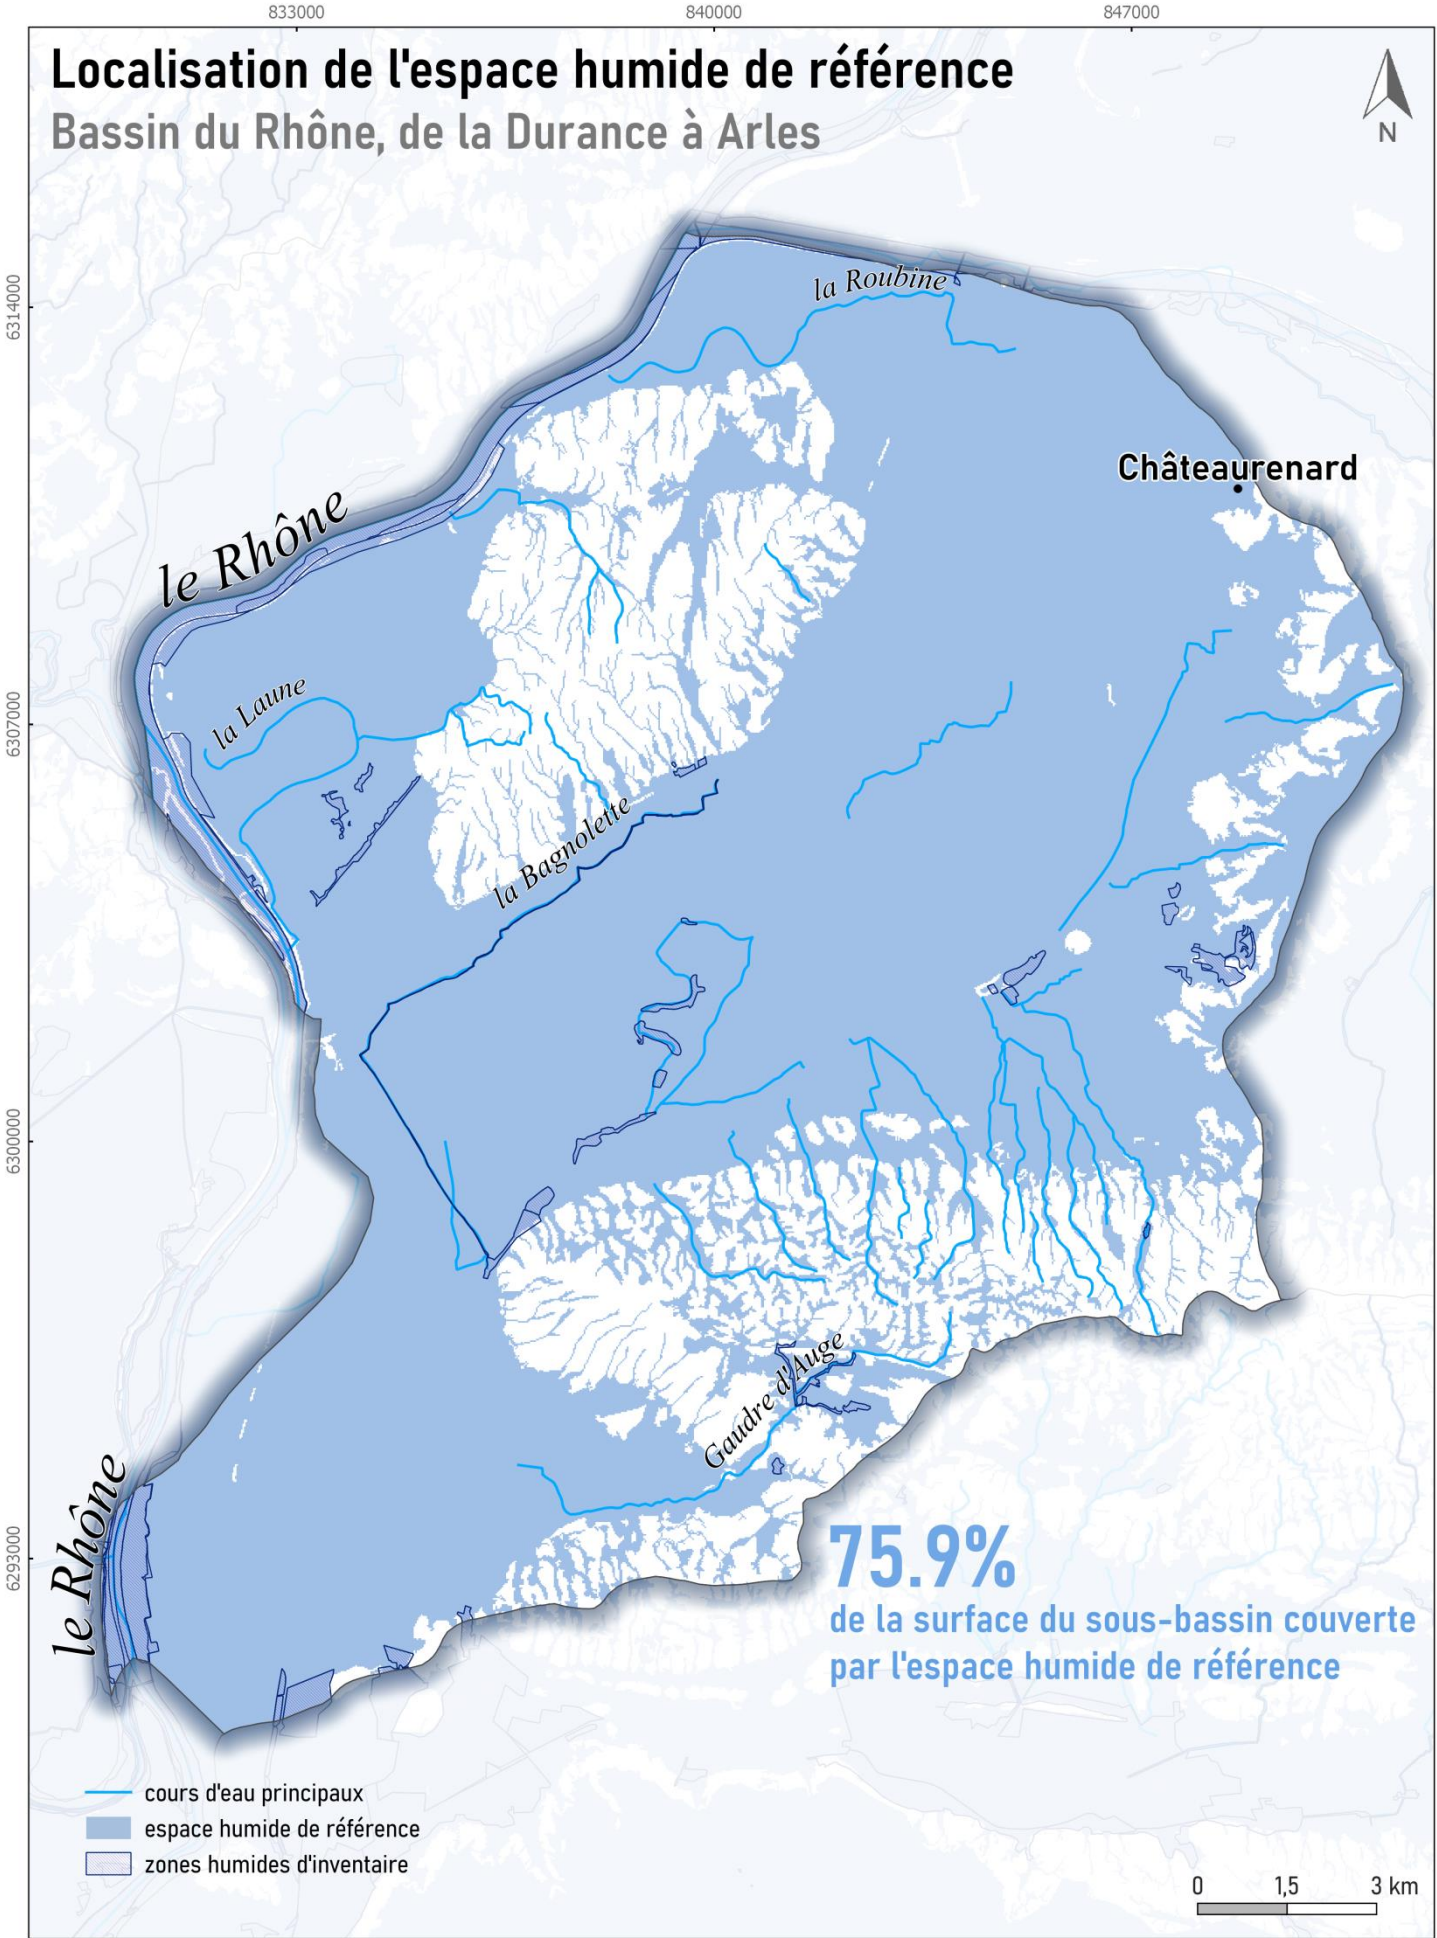 833000
840000
847000
Localisation de l'espace humide de référence
Bassin du Rhône, de la Durance à Arles
N
6314000
la Roubine
Châteaurenard
le Rhône
la Laune
6307000
la Bagnolette
6300000
Gaudre d'Auge
le Rhône
6293000
75.9%
de la surface du sous-bassin couverte
par l'espace humide de référence
cours d'eau principaux
espace humide de référence
zones humides d'inventaire
0 1,5 3 km